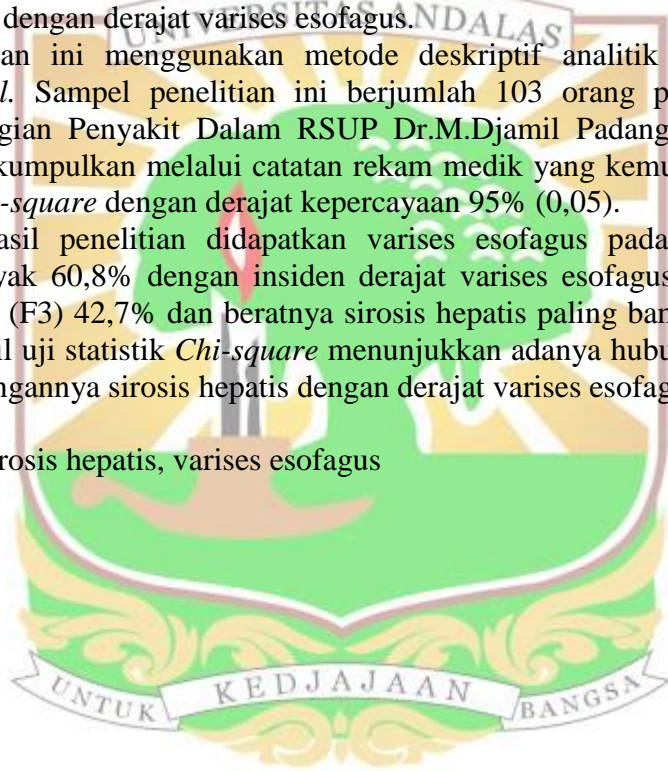 dengan derajat varises esofagus.
UNIVERSITAS ANDALAS
an ini menggunakan metode deskriptif analitik
l. Sampel penelitian ini berjumlah 103 orang p
gian Penyakit Dalam RSUP Dr.M.Djamil Padang
kumpulkan melalui catatan rekam medik yang kemu
-square dengan derajat kepercayaan 95% (0,05).
asil penelitian didapatkan varises esofagus pada
yak 60,8% dengan insiden derajat varises esofagus
(F3) 42,7% dan beratnya sirosis hepatis paling ban
il uji statistik Chi-square menunjukkan adanya hubu
ngannya sirosis hepatis dengan derajat varises esofag
rosis hepatis, varises esofagus
UNTUK KEDJAJAAN BANGSA